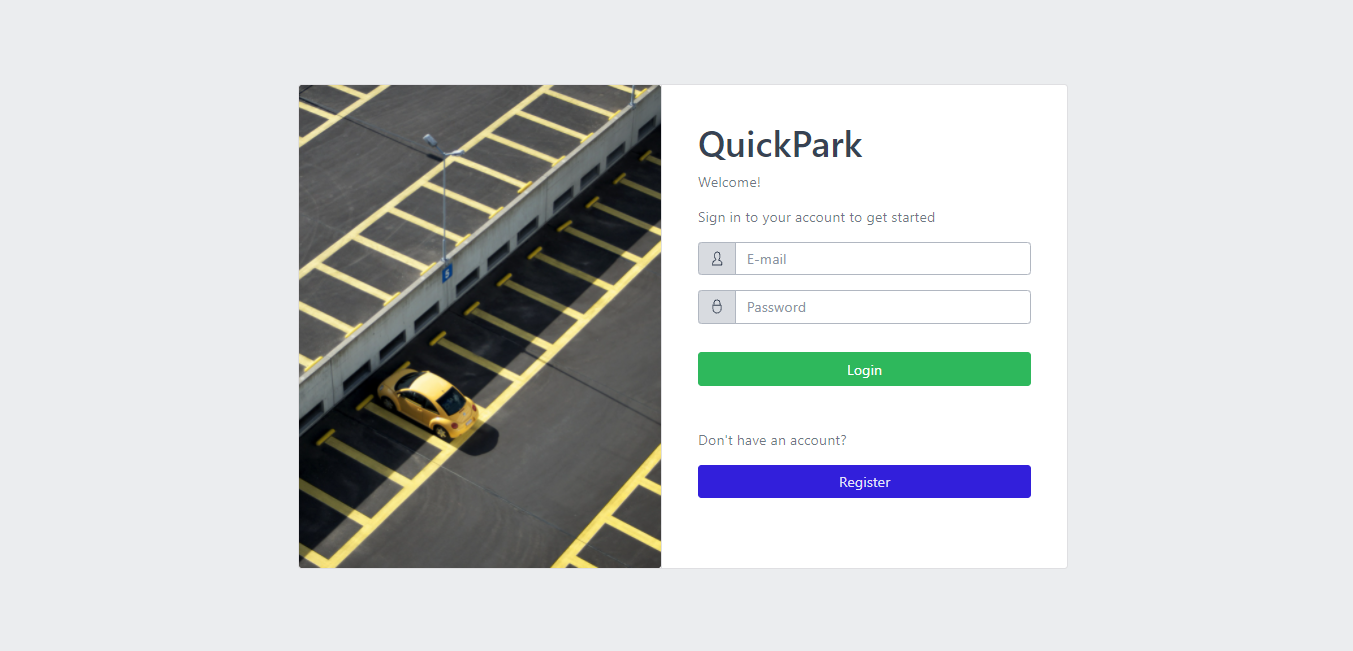 QuickPark
Welcome!
Sign in to your account to get started
E-mail
Password
Login
Don't have an account?
Register